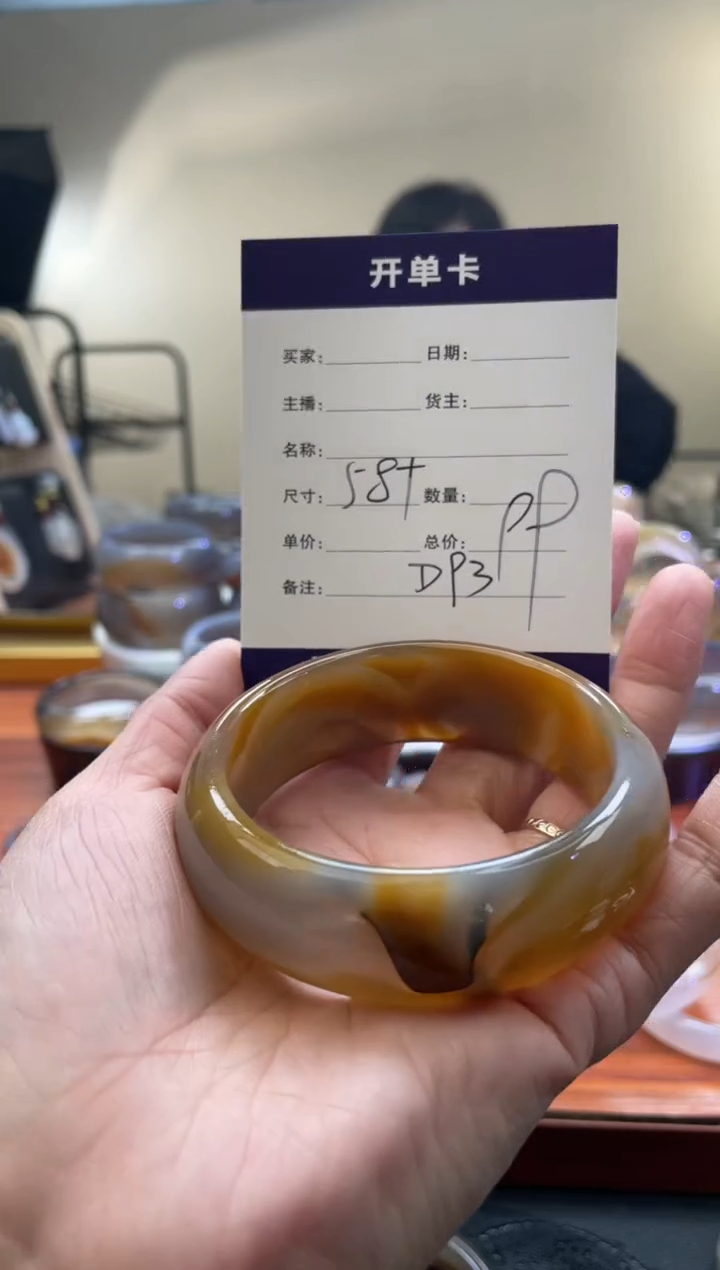 开单卡
买家: 日期:
主播: 货主:
名称:
尺寸: 58+ 数量:
单价: 总价:
备注: DP3 PP